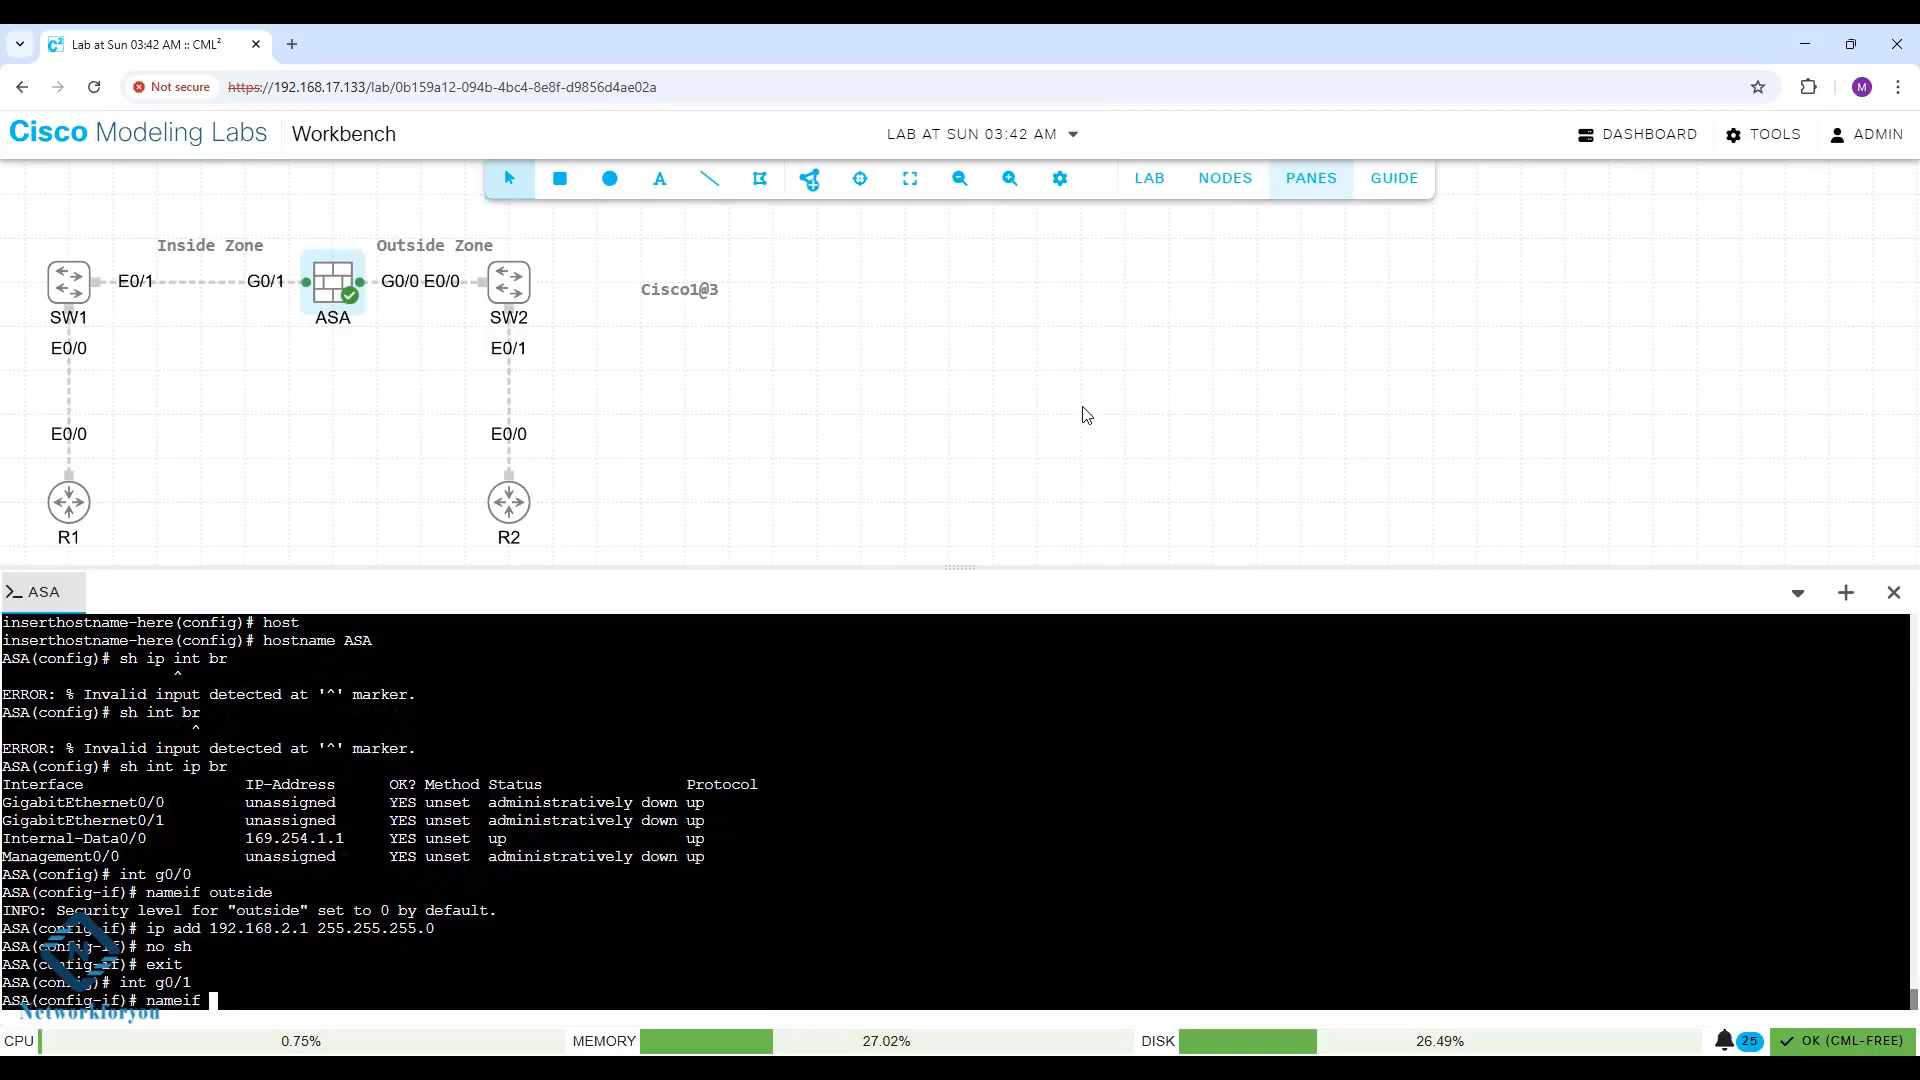 Lab at Sun 03:42 AM :: CML²
Not secure https://192.168.17.133/lab/0b159a12-094b-4bc4-8e8f-d9856d4ae02a
M
Cisco Modeling Labs Workbench LAB AT SUN 03:42 AM DASHBOARD TOOLS ADMIN
A LAB NODES PANES GUIDE
Inside Zone Outside Zone
E0/1 G0/1 G0/0 E0/0 Cisco1@3
SW1 ASA SW2
E0/0 E0/1
E0/0 E0/0
R1 R2
ASA
inserthostname-here(config)# host
inserthostname-here(config)# hostname ASA
ASA(config)# sh ip int br
^
ERROR: % Invalid input detected at '^' marker.
ASA(config)# sh int br
^
ERROR: % Invalid input detected at '^' marker.
ASA(config)# sh int ip br
Interface IP-Address OK? Method Status Protocol
GigabitEthernet0/0 unassigned YES unset administratively down up
GigabitEthernet0/1 unassigned YES unset administratively down up
Internal-Data0/0 169.254.1.1 YES unset up up
Management0/0 unassigned YES unset administratively down up
ASA(config)# int g0/0
ASA(config-if)# nameif outside
INFO: Security level for "outside" set to 0 by default.
ASA(config-if)# ip add 192.168.2.1 255.255.255.0
ASA(config-if)# no sh
ASA(config-if)# exit
ASA(config)# int g0/1
ASA(config-if)# nameif
Networkforyou
CPU 0.75% MEMORY 27.02% DISK 26.49% 25 OK (CML-FREE)